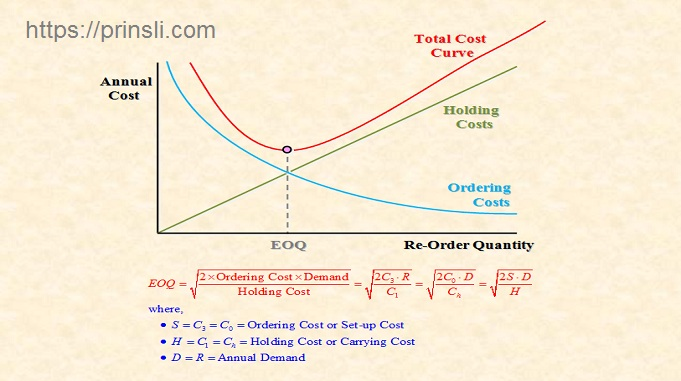 https://prinsli.com
Total Cost
Curve
Annual
Cost
Holding
Costs
Ordering
Costs
EOQ
Re-Order Quantity
EOQ = √(2×Ordering Cost×Demand / Holding Cost) = √(2C₃·R / C₁) = √(2C₀·D / Cₕ) = √(2S·D / H)
where,
• S = C₃ = C₀ = Ordering Cost or Set-up Cost
• H = C₁ = Cₕ = Holding Cost or Carrying Cost
• D = R = Annual Demand